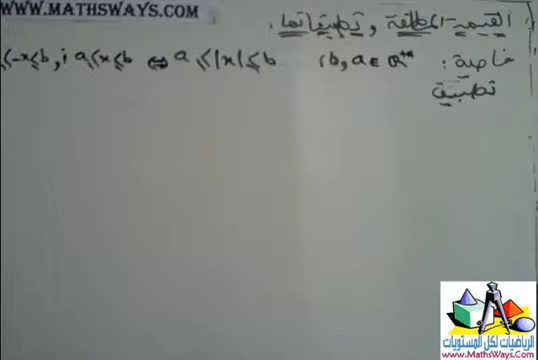 WWW.MATHSWAYS.COM
القيمة المطلقة وتطبيقاتها.
خاصية: b, a ∈ ℝ*⁺ a ≤ |x| ≤ b ⇔ a ≤ x ≤ b ≤ -x ≤ b
تطبيق
الرياضيات لكل المستويات
www.MathsWays.Com